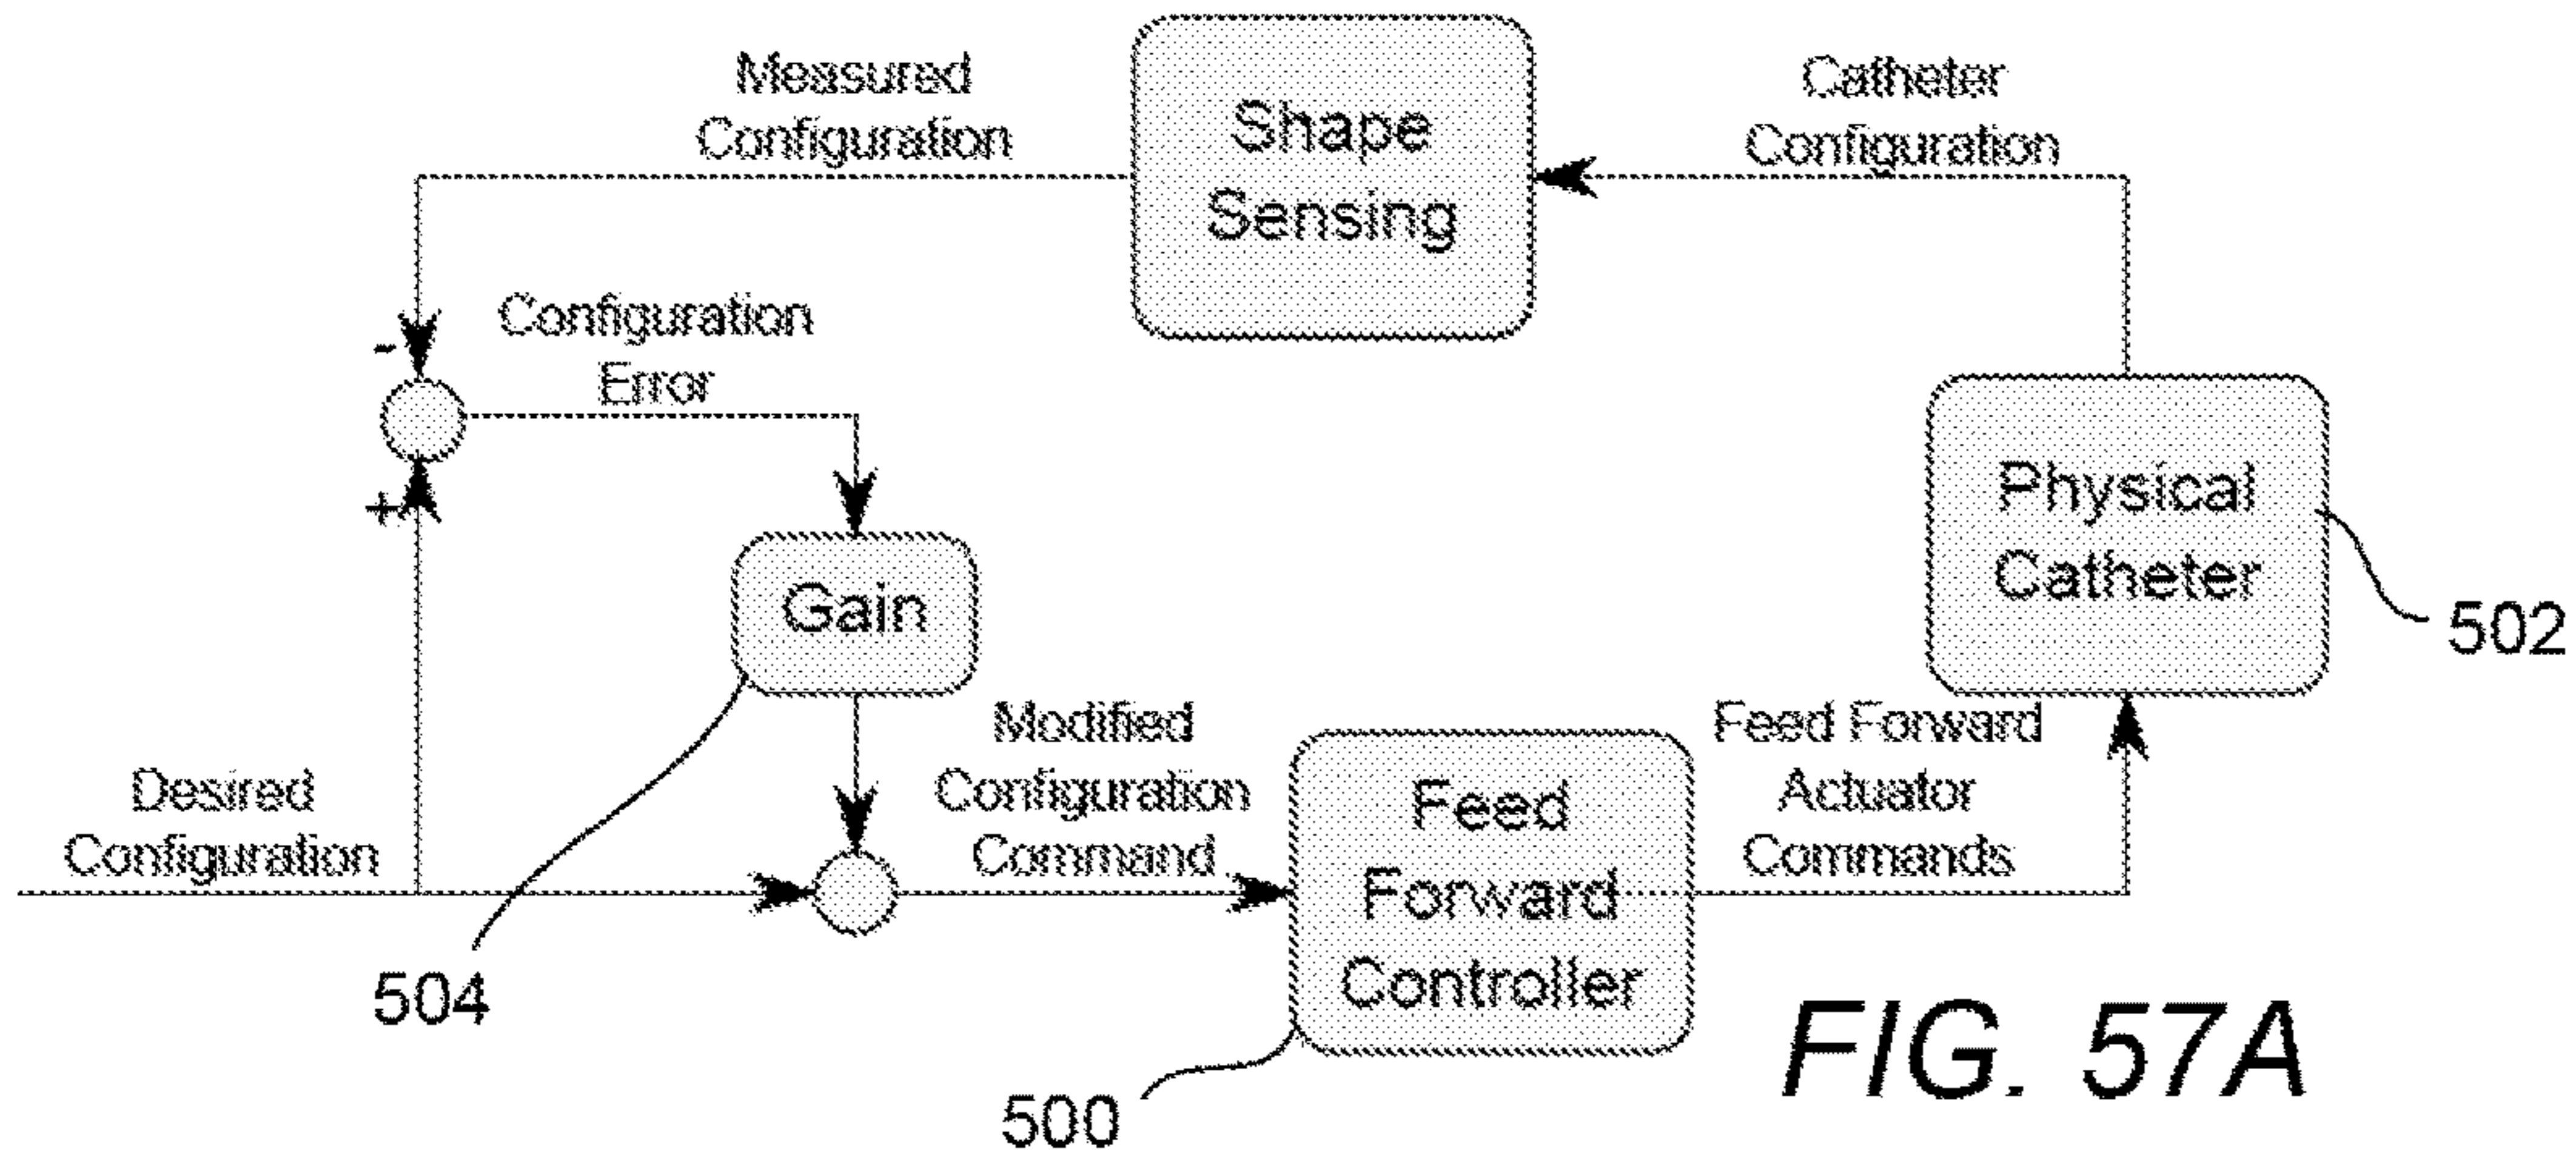 Measured
Configuration
Shape
Sensing
Catheter
Configuration
-
Configuration
Error
+
Gain
Physical
Catheter
502
Desired
Configuration
504
Modified
Configuration
Command
Feed
Forward
Controller
500
Feed Forward
Actuator
Commands
FIG. 57A